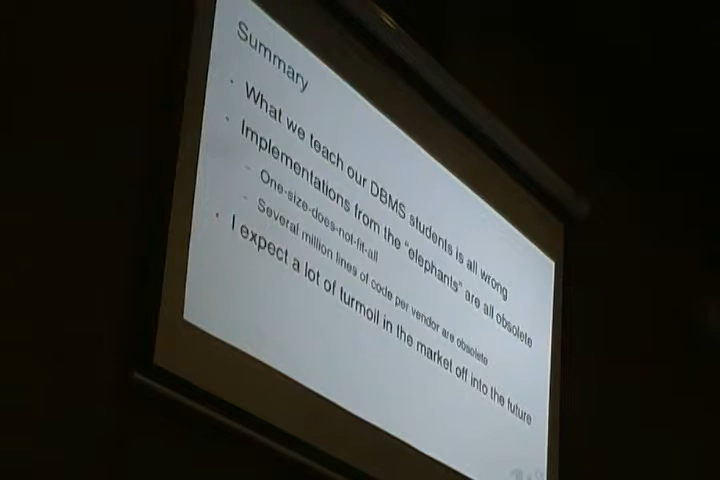 Summary
• What we teach our DBMS students is all wrong
• Implementations from the "elephants" are all obsolete
– One-size-does-not-fit-all
– Several million lines of code per vendor are obsolete
• I expect a lot of turmoil in the market off into the future